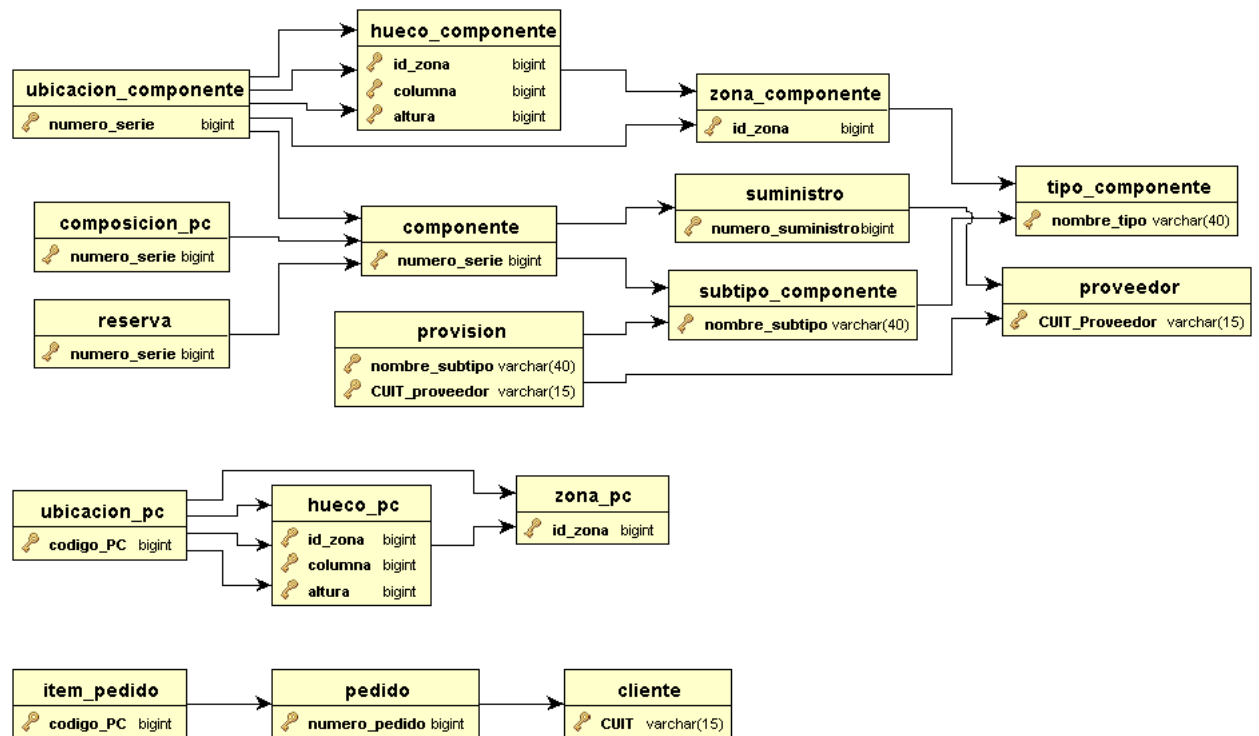 hueco_componente
id_zona bigint
columna bigint
altura bigint
ubicacion_componente
numero_serie bigint
zona_componente
id_zona bigint
tipo_componente
nombre_tipo varchar(40)
suministro
numero_suministro bigint
composicion_pc
numero_serie bigint
componente
numero_serie bigint
subtipo_componente
nombre_subtipo varchar(40)
proveedor
CUIT_Proveedor varchar(15)
reserva
numero_serie bigint
provision
nombre_subtipo varchar(40)
CUIT_proveedor varchar(15)
ubicacion_pc
codigo_PC bigint
hueco_pc
id_zona bigint
columna bigint
altura bigint
zona_pc
id_zona bigint
item_pedido
codigo_PC bigint
pedido
numero_pedido bigint
cliente
CUIT varchar(15)